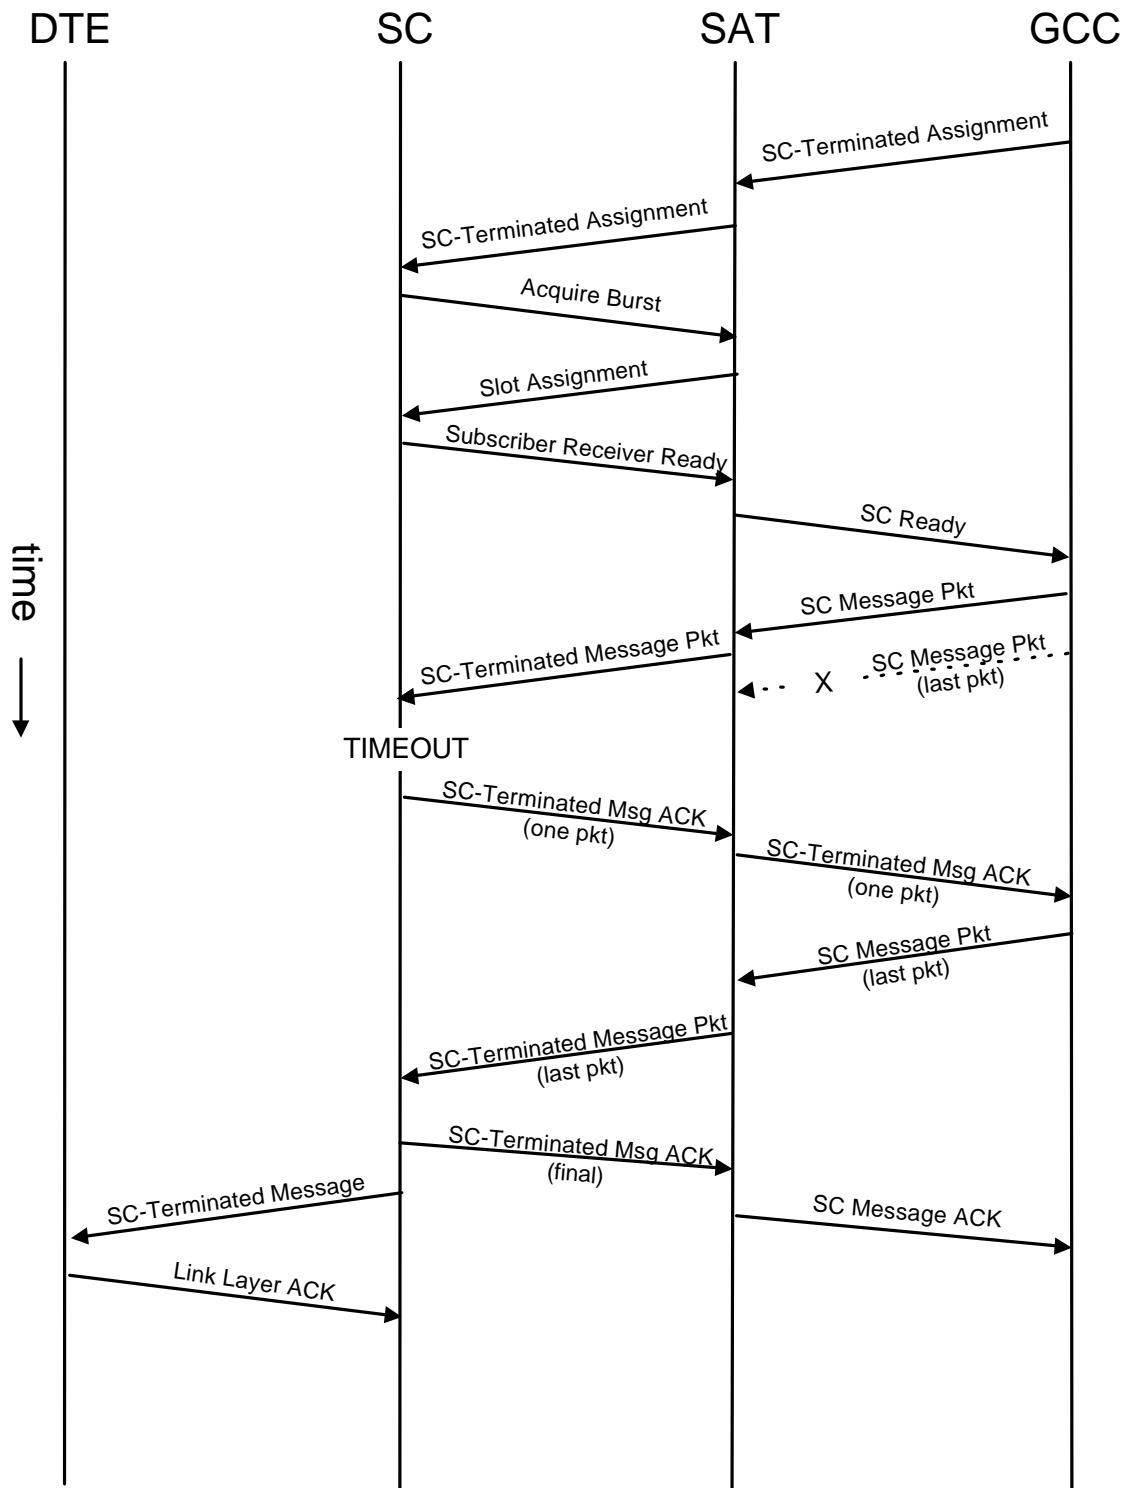 DTE SC SAT GCC
SC-Terminated Assignment
SC-Terminated Assignment
Acquire Burst
Slot Assignment
Subscriber Receiver Ready
SC Ready
time
SC Message Pkt
SC-Terminated Message Pkt
SC Message Pkt
(last pkt)
X
TIMEOUT
SC-Terminated Msg ACK
(one pkt)
SC-Terminated Msg ACK
(one pkt)
SC Message Pkt
(last pkt)
SC-Terminated Message Pkt
(last pkt)
SC-Terminated Msg ACK
(final)
SC-Terminated Message
SC Message ACK
Link Layer ACK